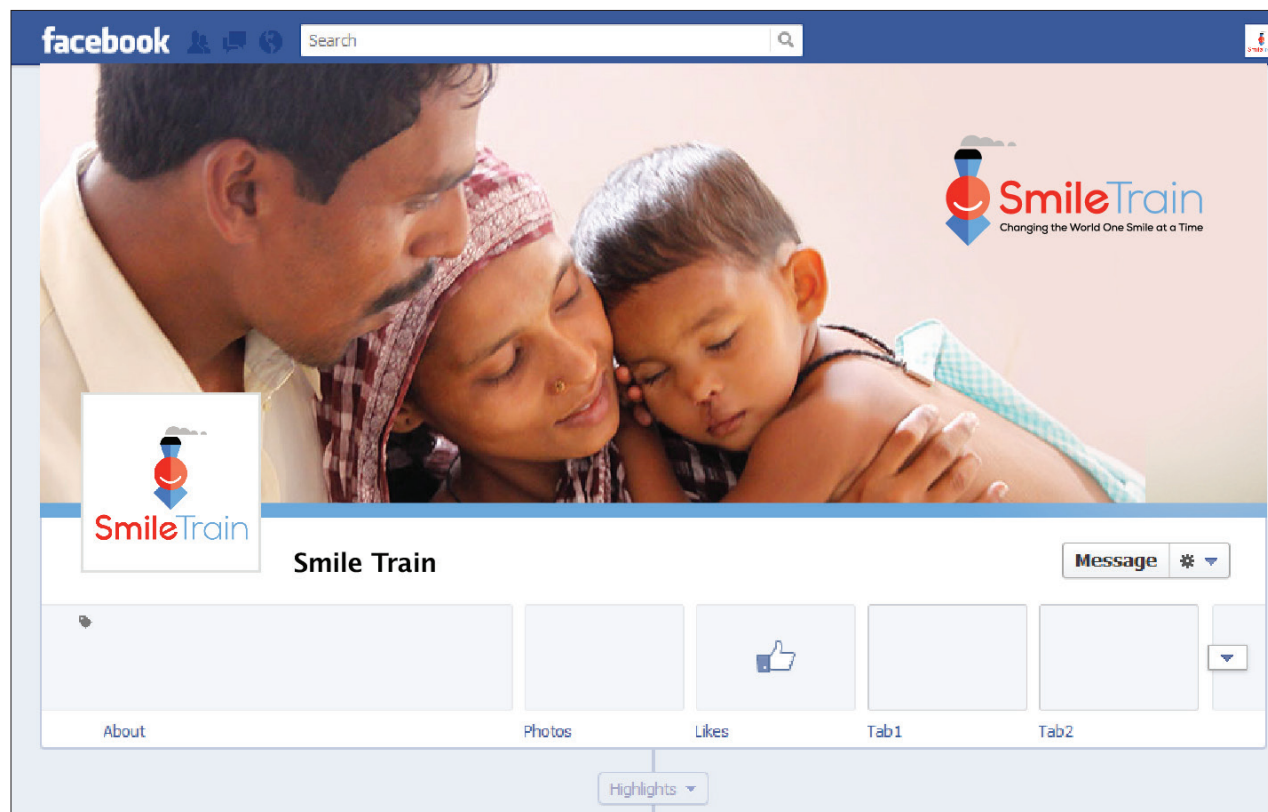 facebook
Search
SmileTrain
Changing the World One Smile at a Time
SmileTrain
Smile Train
Message
About
Photos
Likes
Tab1
Tab2
Highlights